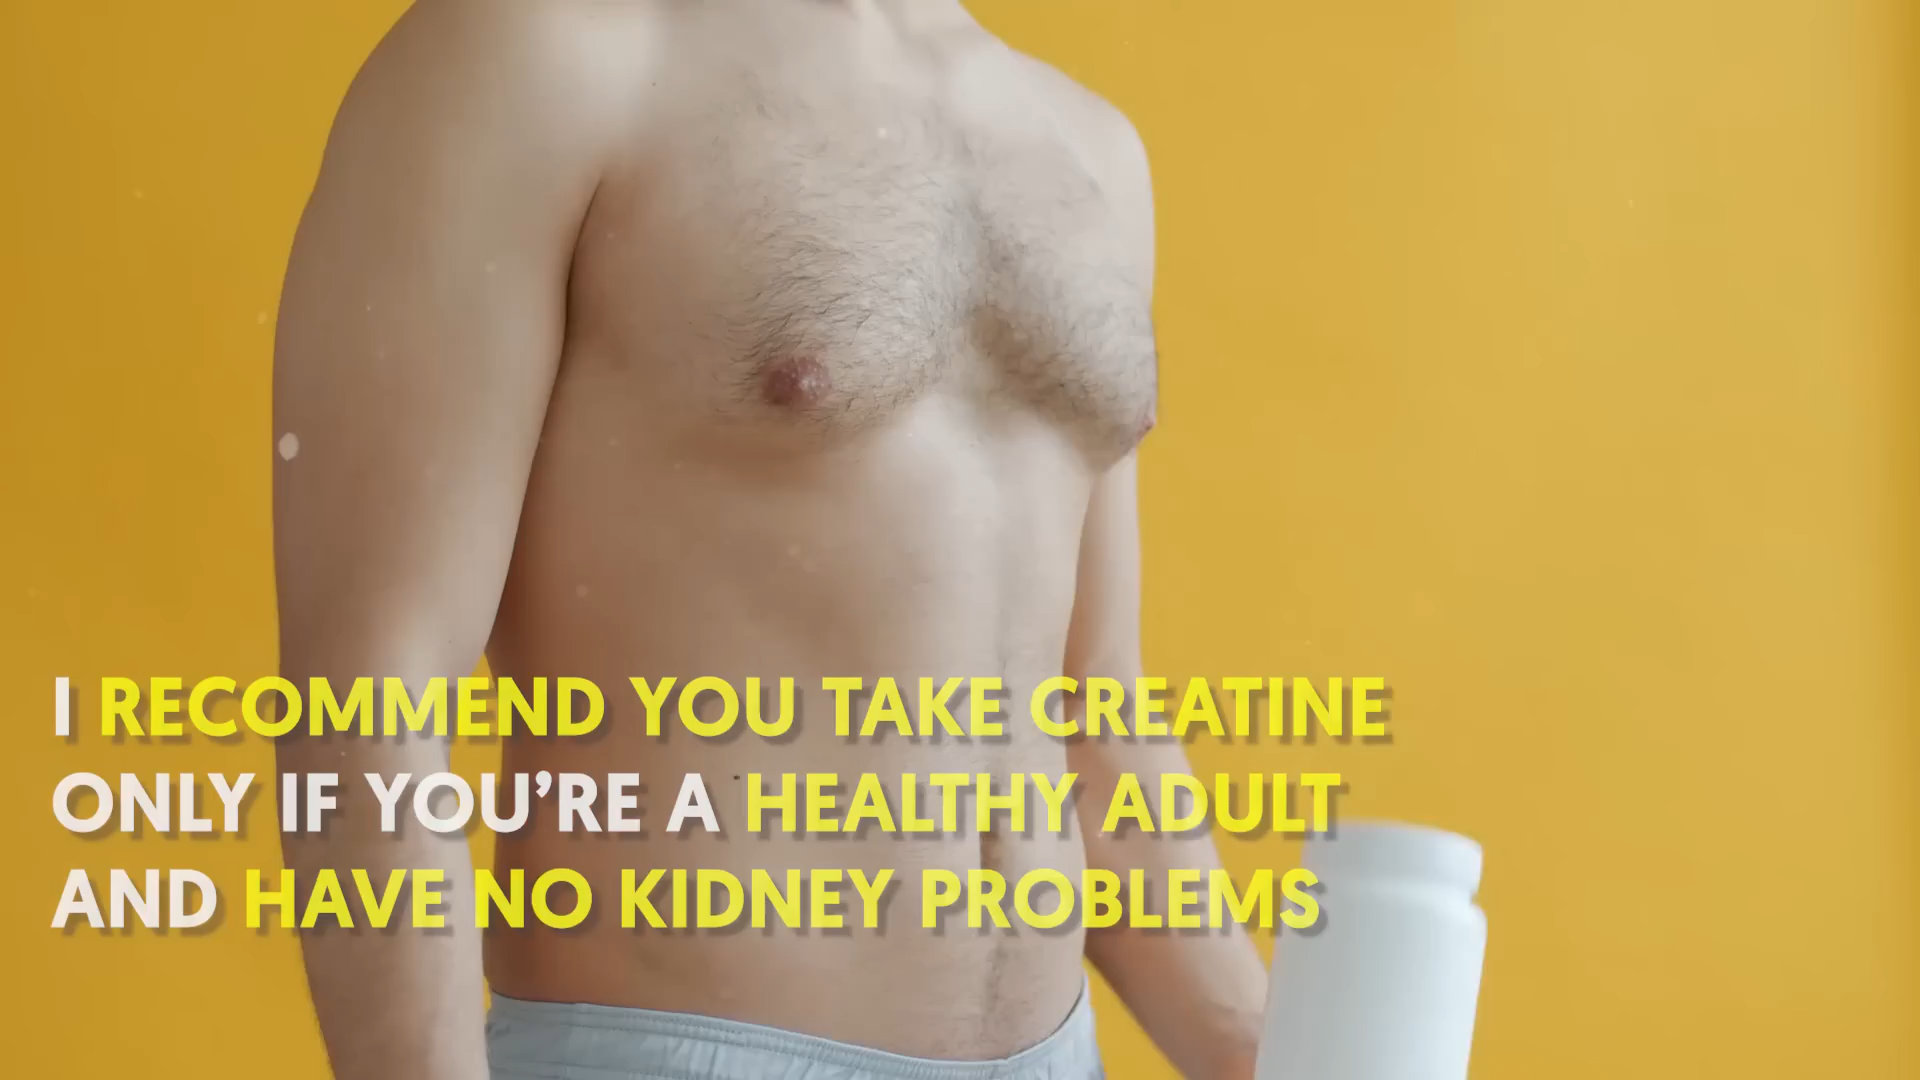 I RECOMMEND YOU TAKE CREATINE
ONLY IF YOU’RE A HEALTHY ADULT
AND HAVE NO KIDNEY PROBLEMS